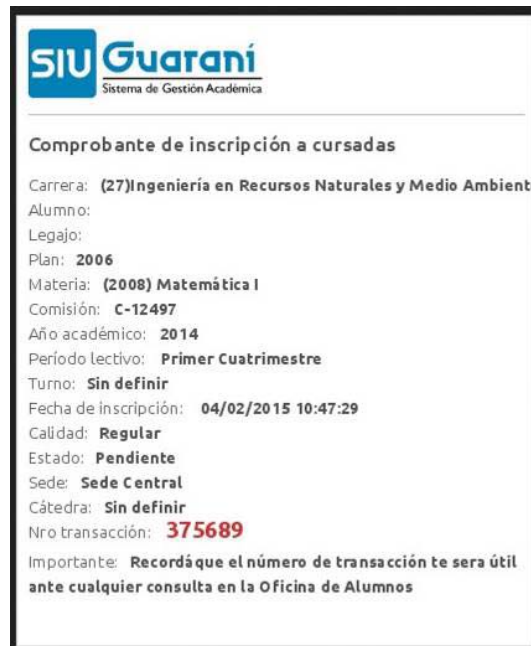 SIU Guaraní
Sistema de Gestión Académica
Comprobante de inscripción a cursadas
Carrera: (27)Ingeniería en Recursos Naturales y Medio Ambient
Alumno:
Legajo:
Plan: 2006
Materia: (2008) Matemática I
Comisión: C-12497
Año académico: 2014
Período lectivo: Primer Cuatrimestre
Turno: Sin definir
Fecha de inscripción: 04/02/2015 10:47:29
Calidad: Regular
Estado: Pendiente
Sede: Sede Central
Cátedra: Sin definir
Nro transacción: 375689
Importante: Recordáque el número de transacción te sera útil
ante cualquier consulta en la Oficina de Alumnos